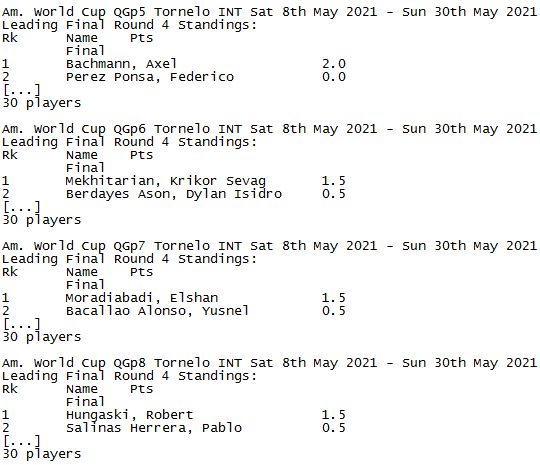 Am. World Cup QGp5 Tornelo INT Sat 8th May 2021 - Sun 30th May 2021
Leading Final Round 4 Standings:
Rk Name Pts
Final
1 Bachmann, Axel 2.0
2 Perez Ponsa, Federico 0.0
[...]
30 players
Am. World Cup QGp6 Tornelo INT Sat 8th May 2021 - Sun 30th May 2021
Leading Final Round 4 Standings:
Rk Name Pts
Final
1 Mekhitarian, Krikor Sevag 1.5
2 Berdayes Ason, Dylan Isidro 0.5
[...]
30 players
Am. World Cup QGp7 Tornelo INT Sat 8th May 2021 - Sun 30th May 2021
Leading Final Round 4 Standings:
Rk Name Pts
Final
1 Moradiabadi, Elshan 1.5
2 Bacallao Alonso, Yusnel 0.5
[...]
30 players
Am. World Cup QGp8 Tornelo INT Sat 8th May 2021 - Sun 30th May 2021
Leading Final Round 4 Standings:
Rk Name Pts
Final
1 Hungaski, Robert 1.5
2 Salinas Herrera, Pablo 0.5
[...]
30 players